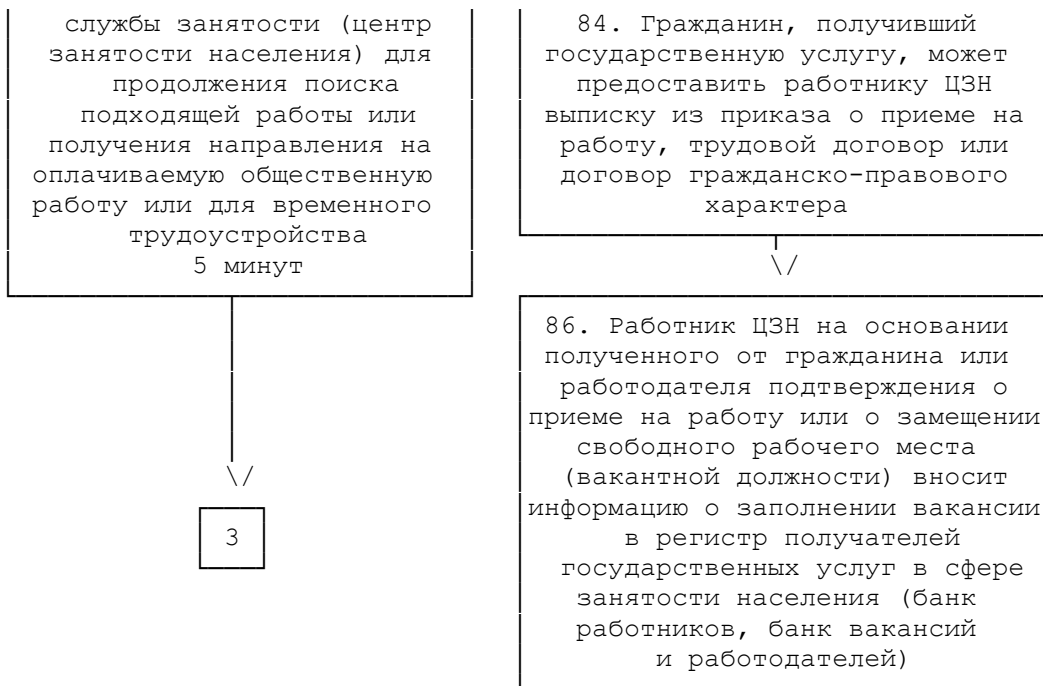 службы занятости (центр
занятости населения) для
продолжения поиска
подходящей работы или
получения направления на
оплачиваемую общественную
работу или для временного
трудоустройства
5 минут
\/
3
84. Гражданин, получивший
государственную услугу, может
предоставить работнику ЦЗН
выписку из приказа о приеме на
работу, трудовой договор или
договор гражданско-правового
характера
\/
86. Работник ЦЗН на основании
полученного от гражданина или
работодателя подтверждения о
приеме на работу или о замещении
свободного рабочего места
(вакантной должности) вносит
информацию о заполнении вакансии
в регистр получателей
государственных услуг в сфере
занятости населения (банк
работников, банк вакансий
и работодателей)